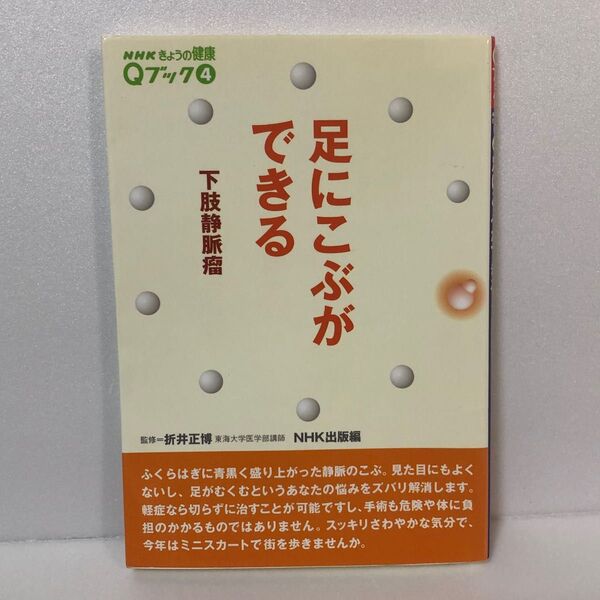 NHKきょうの健康
Qブック4
足にこぶが
できる
下肢静脈瘤
監修=折井正博 東海大学医学部講師 NHK出版編
ふくらはぎに青黒く盛り上がった静脈のこぶ。見た目にもよく
ないし、足がむくむというあなたの悩みをズバリ解消します。
軽症なら切らずに治すことが可能ですし、手術も危険や体に負
担のかかるものではありません。スッキリさわやかな気分で、
今年はミニスカートで街を歩きませんか。